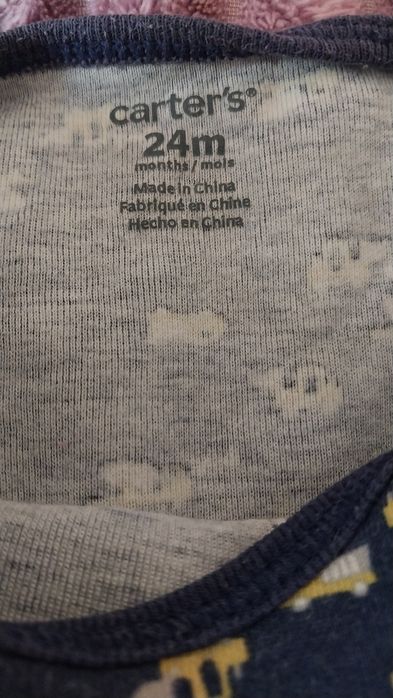 carter's®
24m
months / mois
Made in China
Fabriqué en Chine
Hecho en China